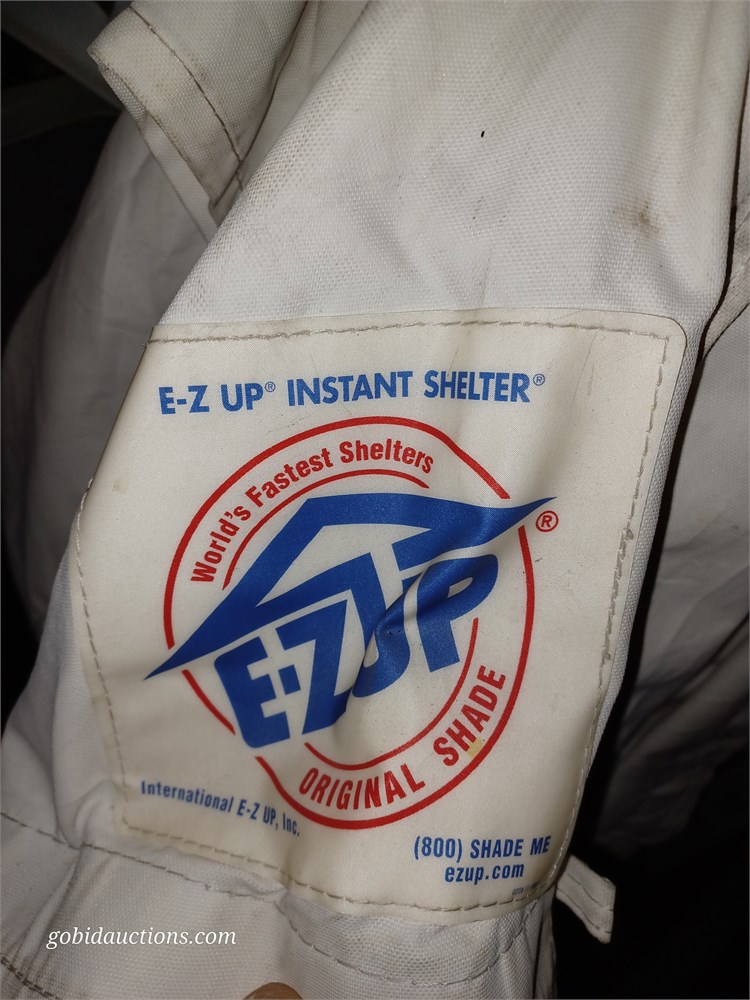 E-Z UP® INSTANT SHELTER®
World's Fastest Shelters
®
E-Z UP
ORIGINAL SHADE
International E-Z UP, Inc.
(800) SHADE ME
ezup.com
gobidauctions.com